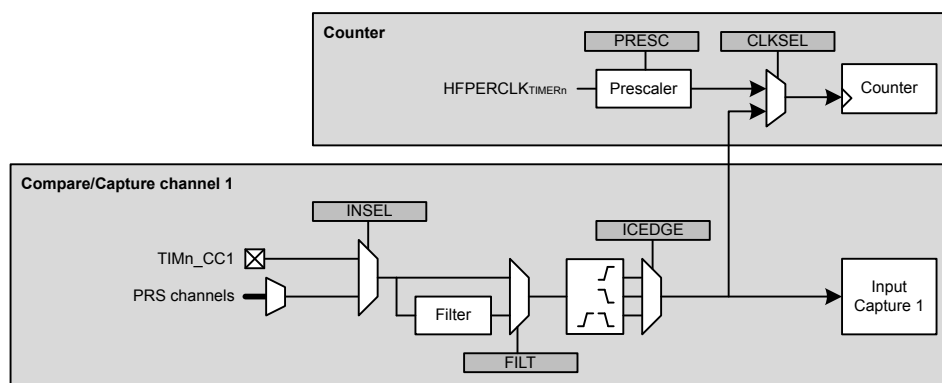 Counter
PRESC
CLKSEL
HFPERCLKTIMERn
Prescaler
Counter
Compare/Capture channel 1
INSEL
ICEDGE
TIMn_CC1
PRS channels
Filter
Input
Capture 1
FILT